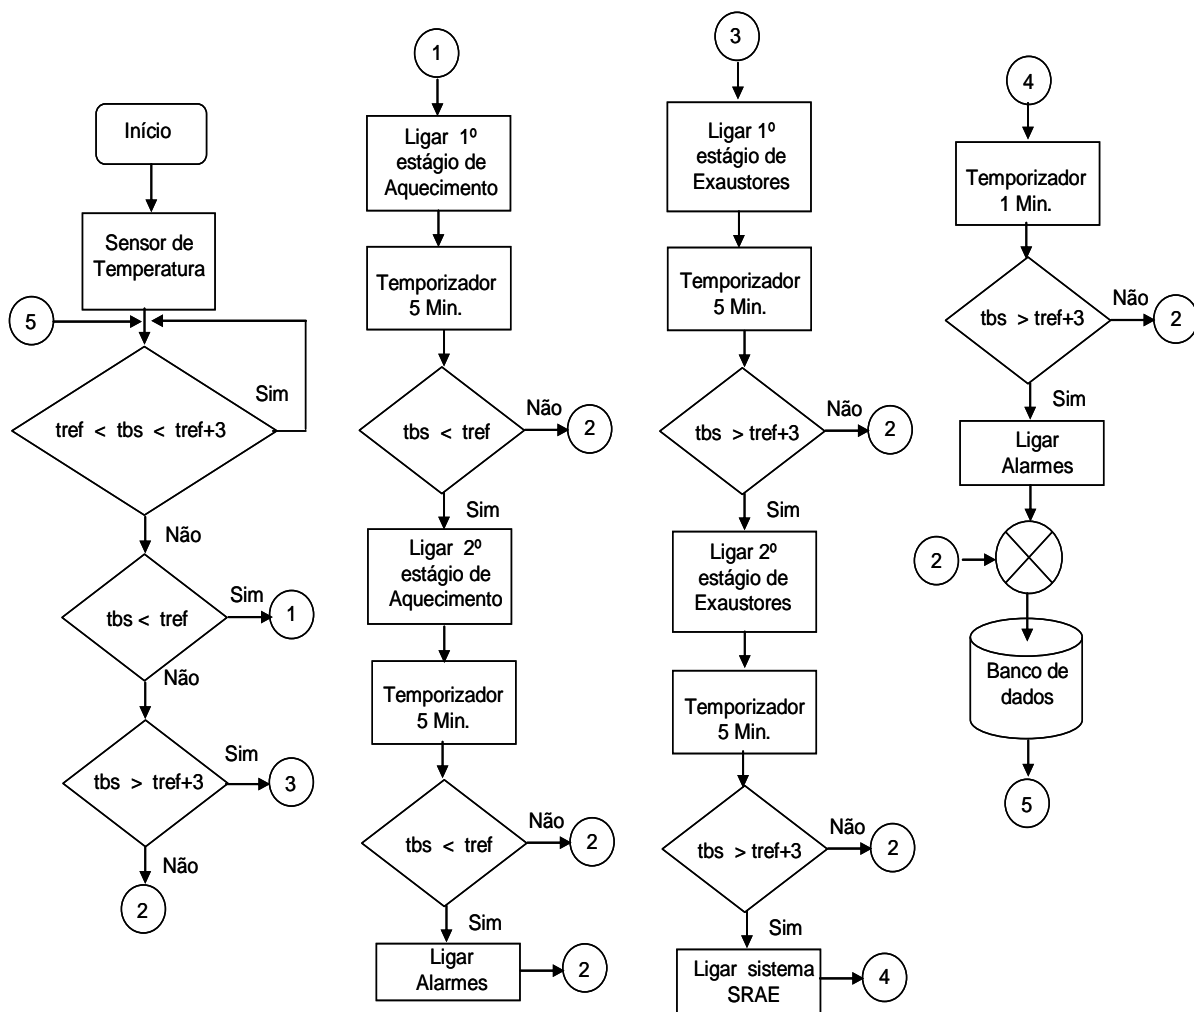 Início
Sensor de
Temperatura
5
Sim
tref < tbs < tref+3
Não
tbs < tref
Sim
1
Não
tbs > tref+3
Sim
3
Não
2
1
Ligar 1º
estágio de
Aquecimento
Temporizador
5 Min.
tbs < tref
Não
2
Sim
Ligar 2º
estágio de
Aquecimento
Temporizador
5 Min.
tbs < tref
Não
2
Sim
Ligar
Alarmes
2
3
Ligar 1º
estágio de
Exaustores
Temporizador
5 Min.
tbs > tref+3
Não
2
Sim
Ligar 2º
estágio de
Exaustores
Temporizador
5 Min.
tbs > tref+3
Não
2
Sim
Ligar sistema
SRAE
4
4
Temporizador
1 Min.
tbs > tref+3
Não
2
Sim
Ligar
Alarmes
2
Banco de
dados
5